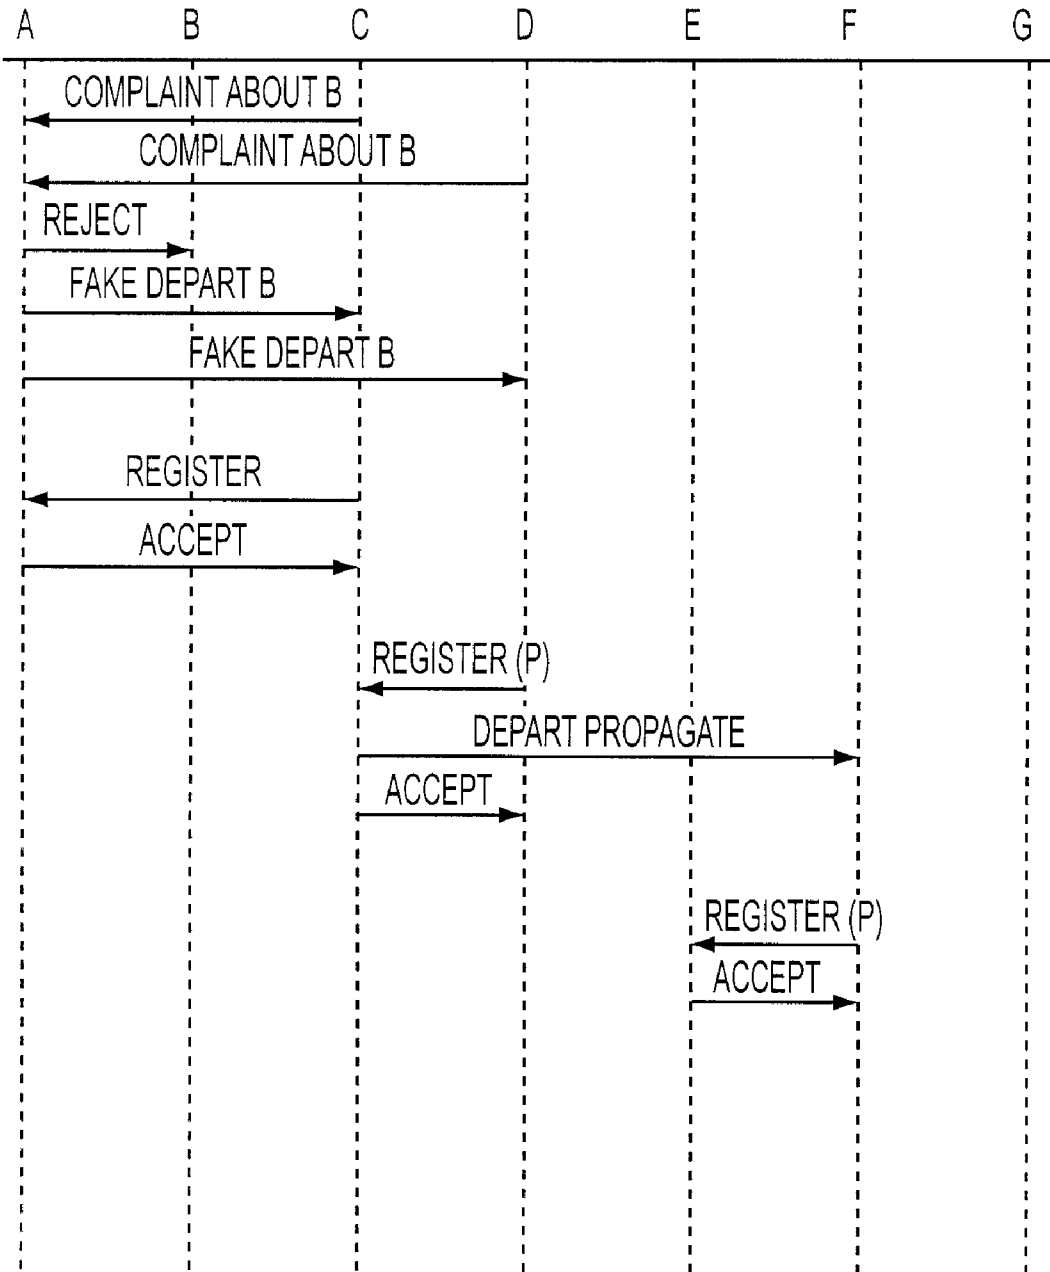 A B C D E F G
COMPLAINT ABOUT B
COMPLAINT ABOUT B
REJECT
FAKE DEPART B
FAKE DEPART B
REGISTER
ACCEPT
REGISTER (P)
DEPART PROPAGATE
ACCEPT
REGISTER (P)
ACCEPT